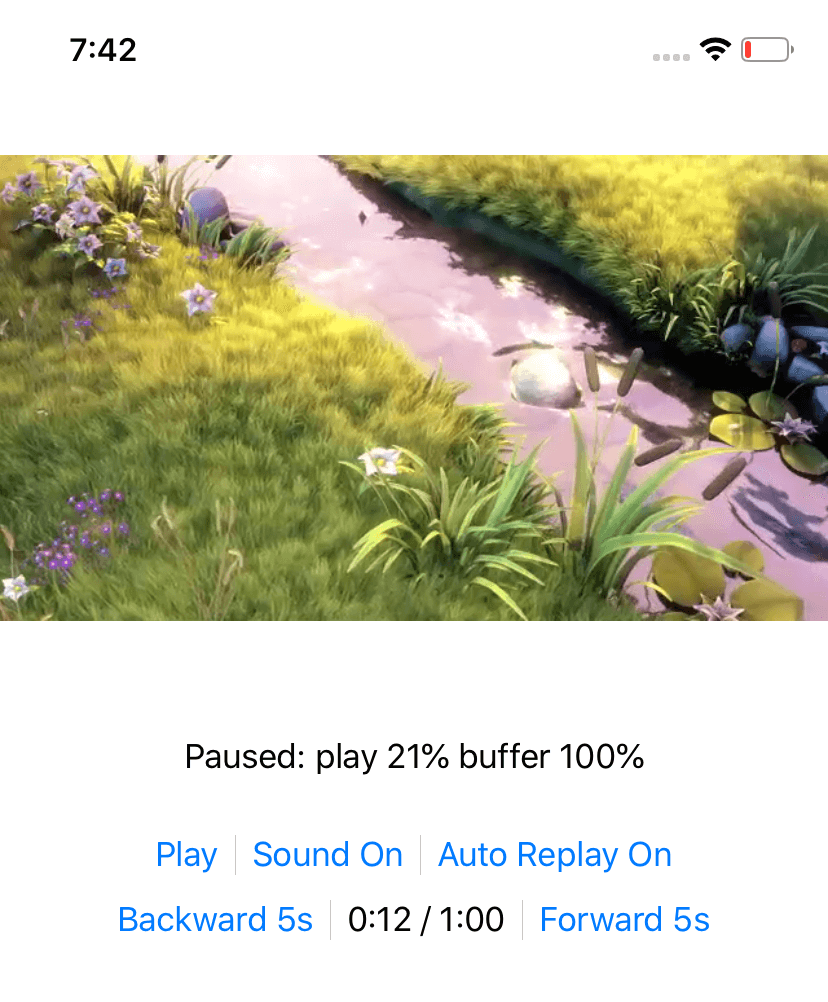 7:42
Paused: play 21% buffer 100%
Play Sound On Auto Replay On
Backward 5s 0:12 / 1:00 Forward 5s